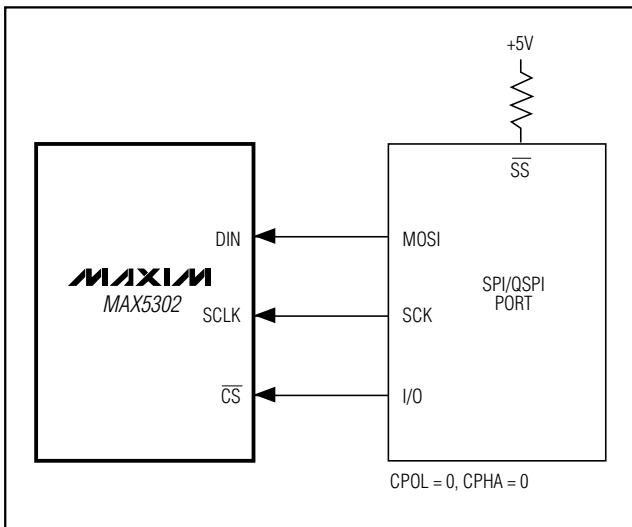 +5V
SS
DIN
MOSI
MAXIM
MAX5302
SPI/QSPI
PORT
SCLK
SCK
CS
I/O
CPOL = 0, CPHA = 0